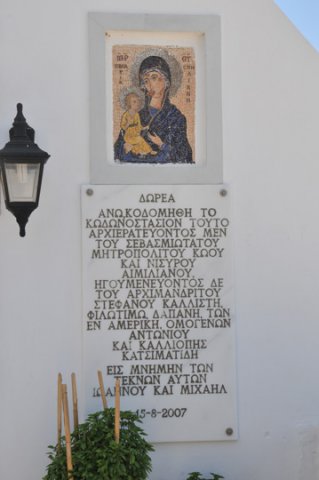 ΔΩΡΕΑ
ΑΝΩΚΟΔΟΜΗΘΗ ΤΟ
ΚΩΔΩΝΟΣΤΑΣΙΟΝ ΤΟΥΤΟ
ΑΡΧΙΕΡΑΤΕΥΟΝΤΟΣ ΜΕΝ
ΤΟΥ ΣΕΒΑΣΜΙΩΤΑΤΟΥ
ΜΗΤΡΟΠΟΛΙΤΟΥ ΚΩΟΥ
ΚΑΙ ΝΙΣΥΡΟΥ
ΑΙΜΙΛΙΑΝΟΥ,
ΗΓΟΥΜΕΝΕΥΟΝΤΟΣ ΔΕ
ΤΟΥ ΑΡΧΙΜΑΝΔΡΙΤΟΥ
ΣΤΕΦΑΝΟΥ ΚΑΛΛΙΣΤΗ,
ΦΙΛΟΤΙΜΩ ΔΑΠΑΝΗ, ΤΩΝ
ΕΝ ΑΜΕΡΙΚΗ, ΟΜΟΓΕΝΩΝ
ΑΝΤΩΝΙΟΥ
ΚΑΙ ΚΑΛΛΙΟΠΗΣ
ΚΑΤΣΙΜΑΤΙΔΗ
ΕΙΣ ΜΝΗΜΗΝ ΤΩΝ
ΤΕΚΝΩΝ ΑΥΤΩΝ
ΙΩΑΝΝΟΥ ΚΑΙ ΜΙΧΑΗΛ
15-8-2007